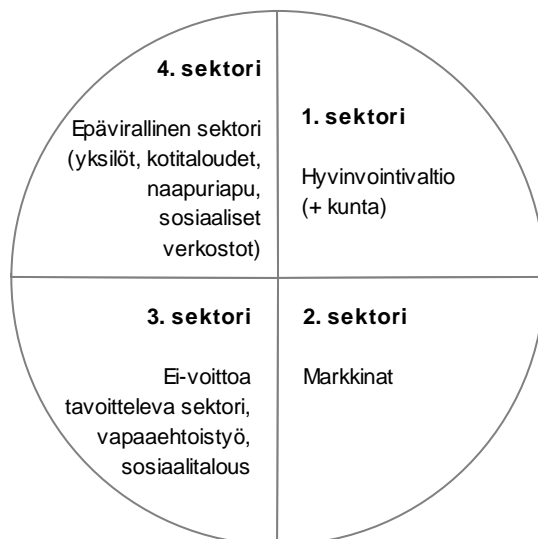 4. sektori
Epävirallinen sektori
(yksilöt, kotitaloudet,
naapuriapu,
sosiaaliset
verkostot)
1. sektori
Hyvinvointivaltio
(+ kunta)
3. sektori
Ei-voittoa
tavoitteleva sektori,
vapaaehtoistyö,
sosiaalitalous
2. sektori
Markkinat